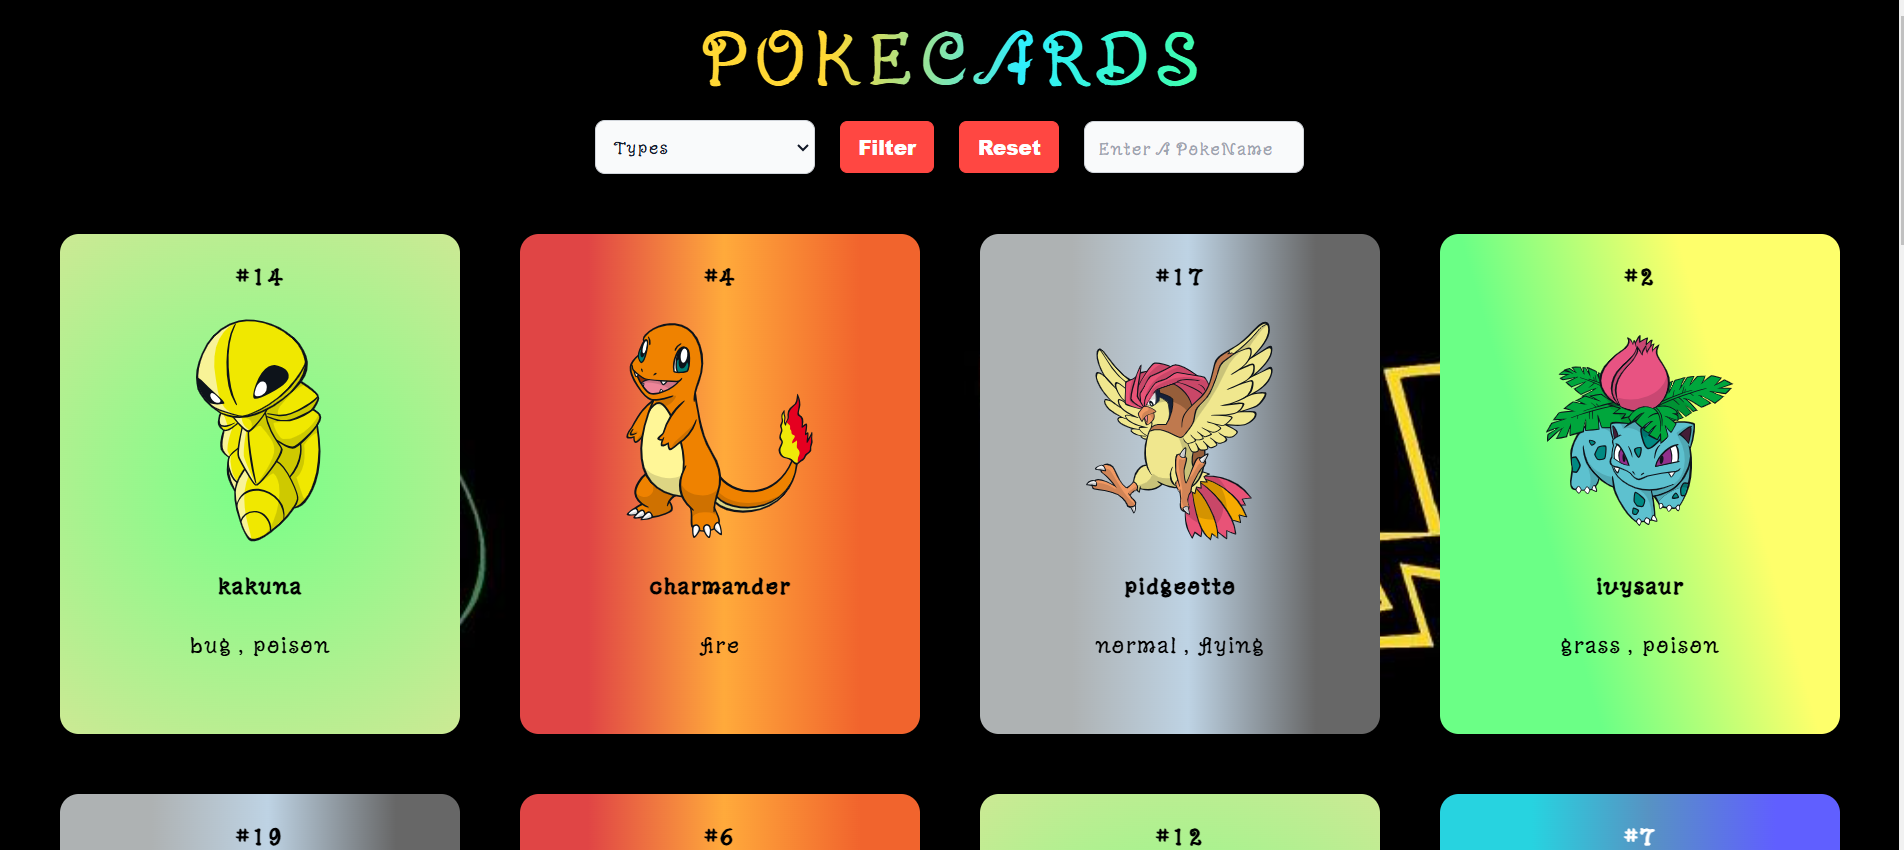 POKECARDS
Types
Filter
Reset
Enter A PokeName
#14
kakuna
bug , poison
#4
charmander
fire
#17
pidgeotto
normal , flying
#2
ivysaur
grass , poison
#19
#6
#12
#7